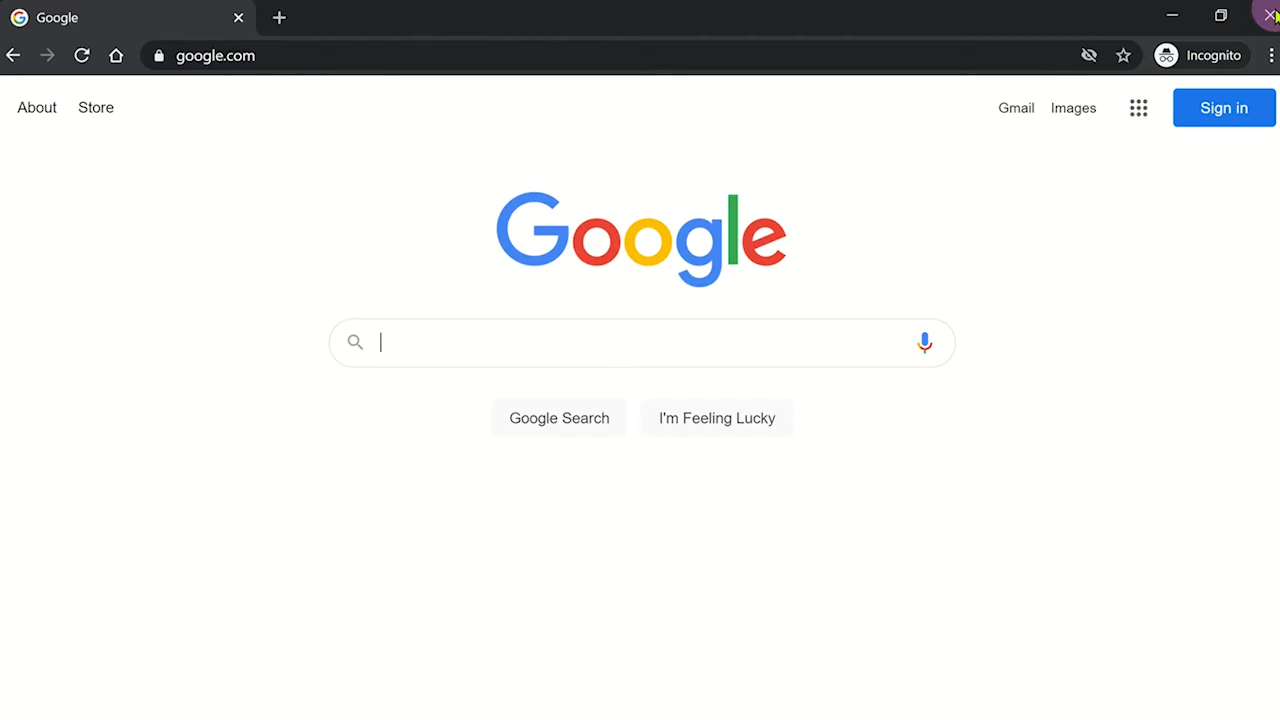 Google
google.com
Incognito
About Store
Gmail Images
Sign in
Google
Google Search I'm Feeling Lucky